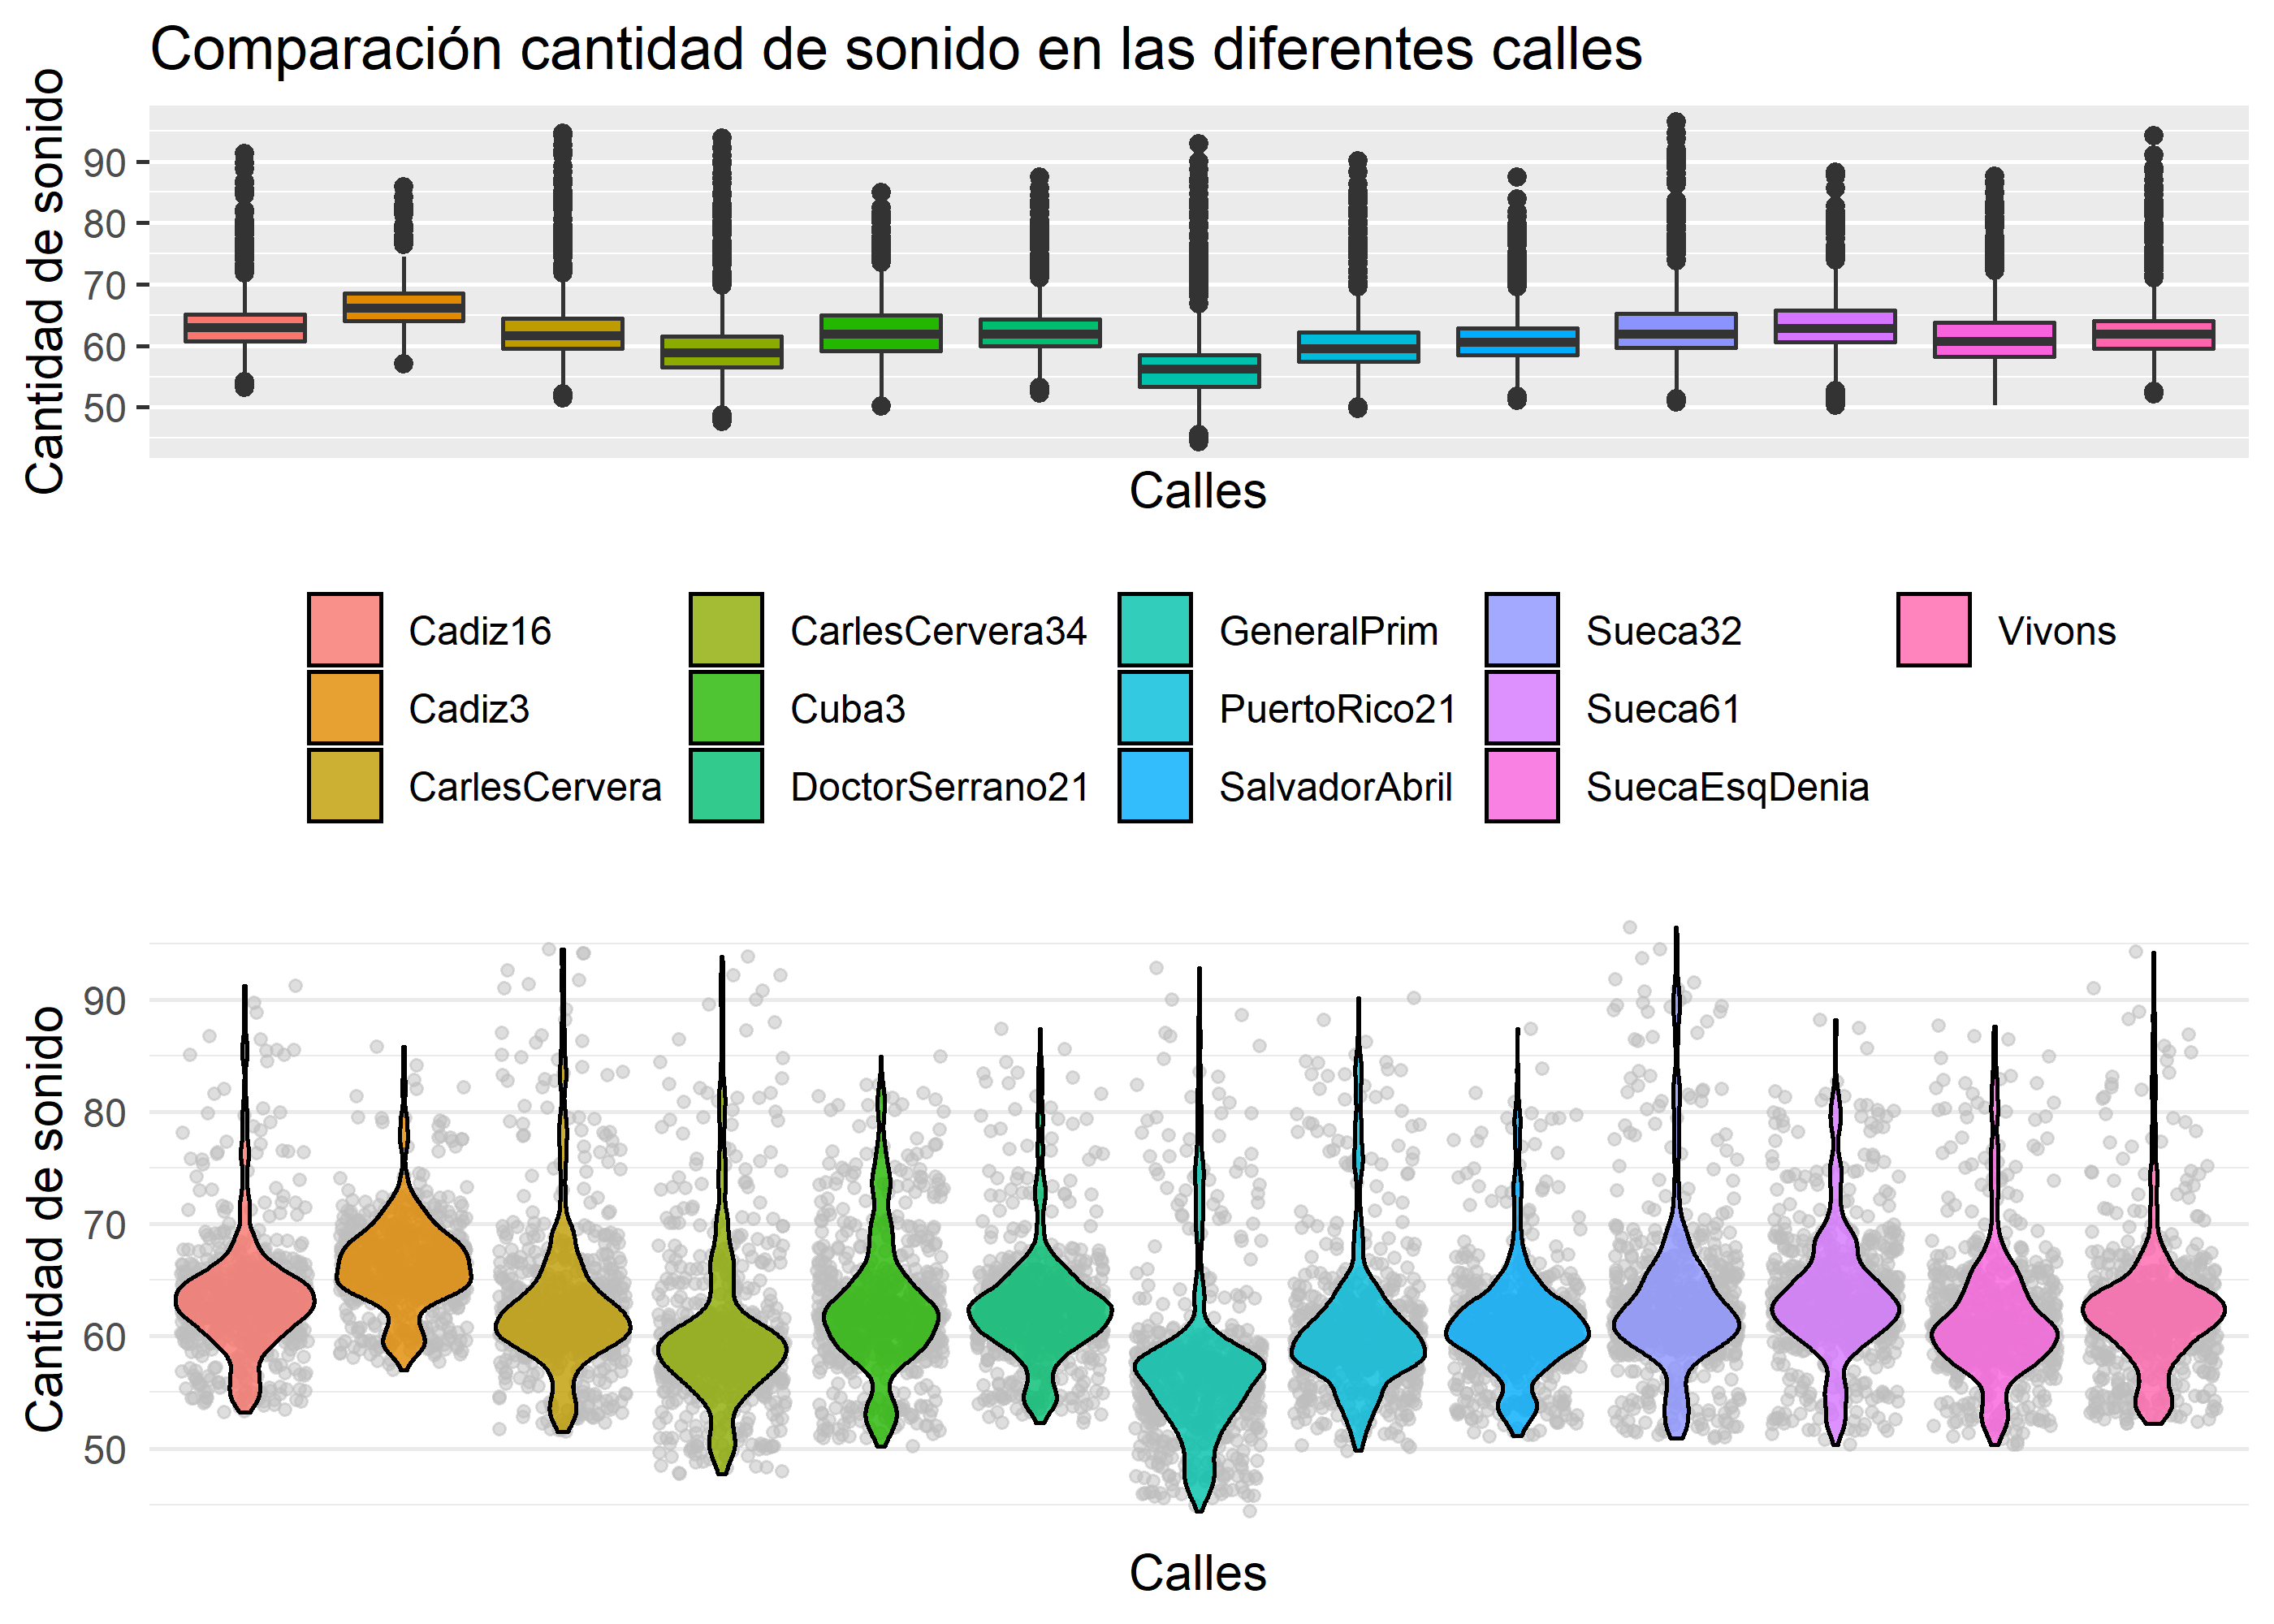 Comparación cantidad de sonido en las diferentes calles
Cantidad de sonido
90
80
70
60
50
Calles
Cadiz16
Cadiz3
CarlesCervera
CarlesCervera34
Cuba3
DoctorSerrano21
GeneralPrim
PuertoRico21
SalvadorAbril
Sueca32
Sueca61
SuecaEsqDenia
Vivons
Cantidad de sonido
90
80
70
60
50
Calles